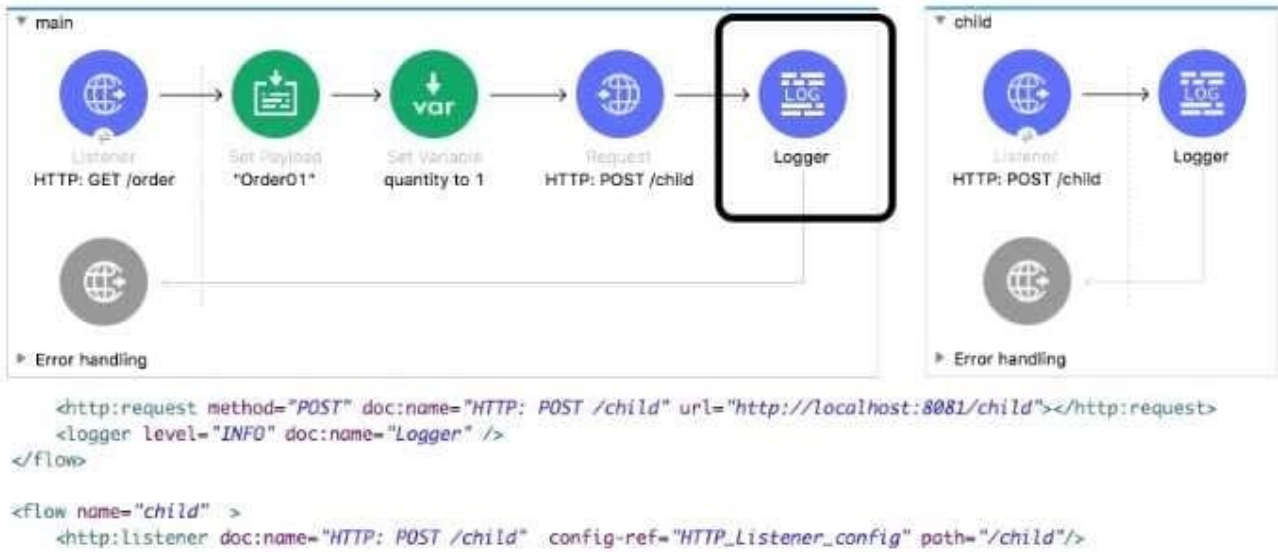 main
LOG
var
Listener
HTTP: GET /order
Set Payload
"Order01"
Set Variable
quantity to 1
Request
HTTP: POST /child
Logger
Error handling
child
LOG
Listener
HTTP: POST /child
Logger
Error handling
<http:request method="POST" doc:name="HTTP: POST /child" url="http://localhost:8081/child"></http:request>
<logger level="INFO" doc:name="Logger" />
</flow>
<flow name="child" >
<http:listener doc:name="HTTP: POST /child" config-ref="HTTP_Listener_config" path="/child"/>